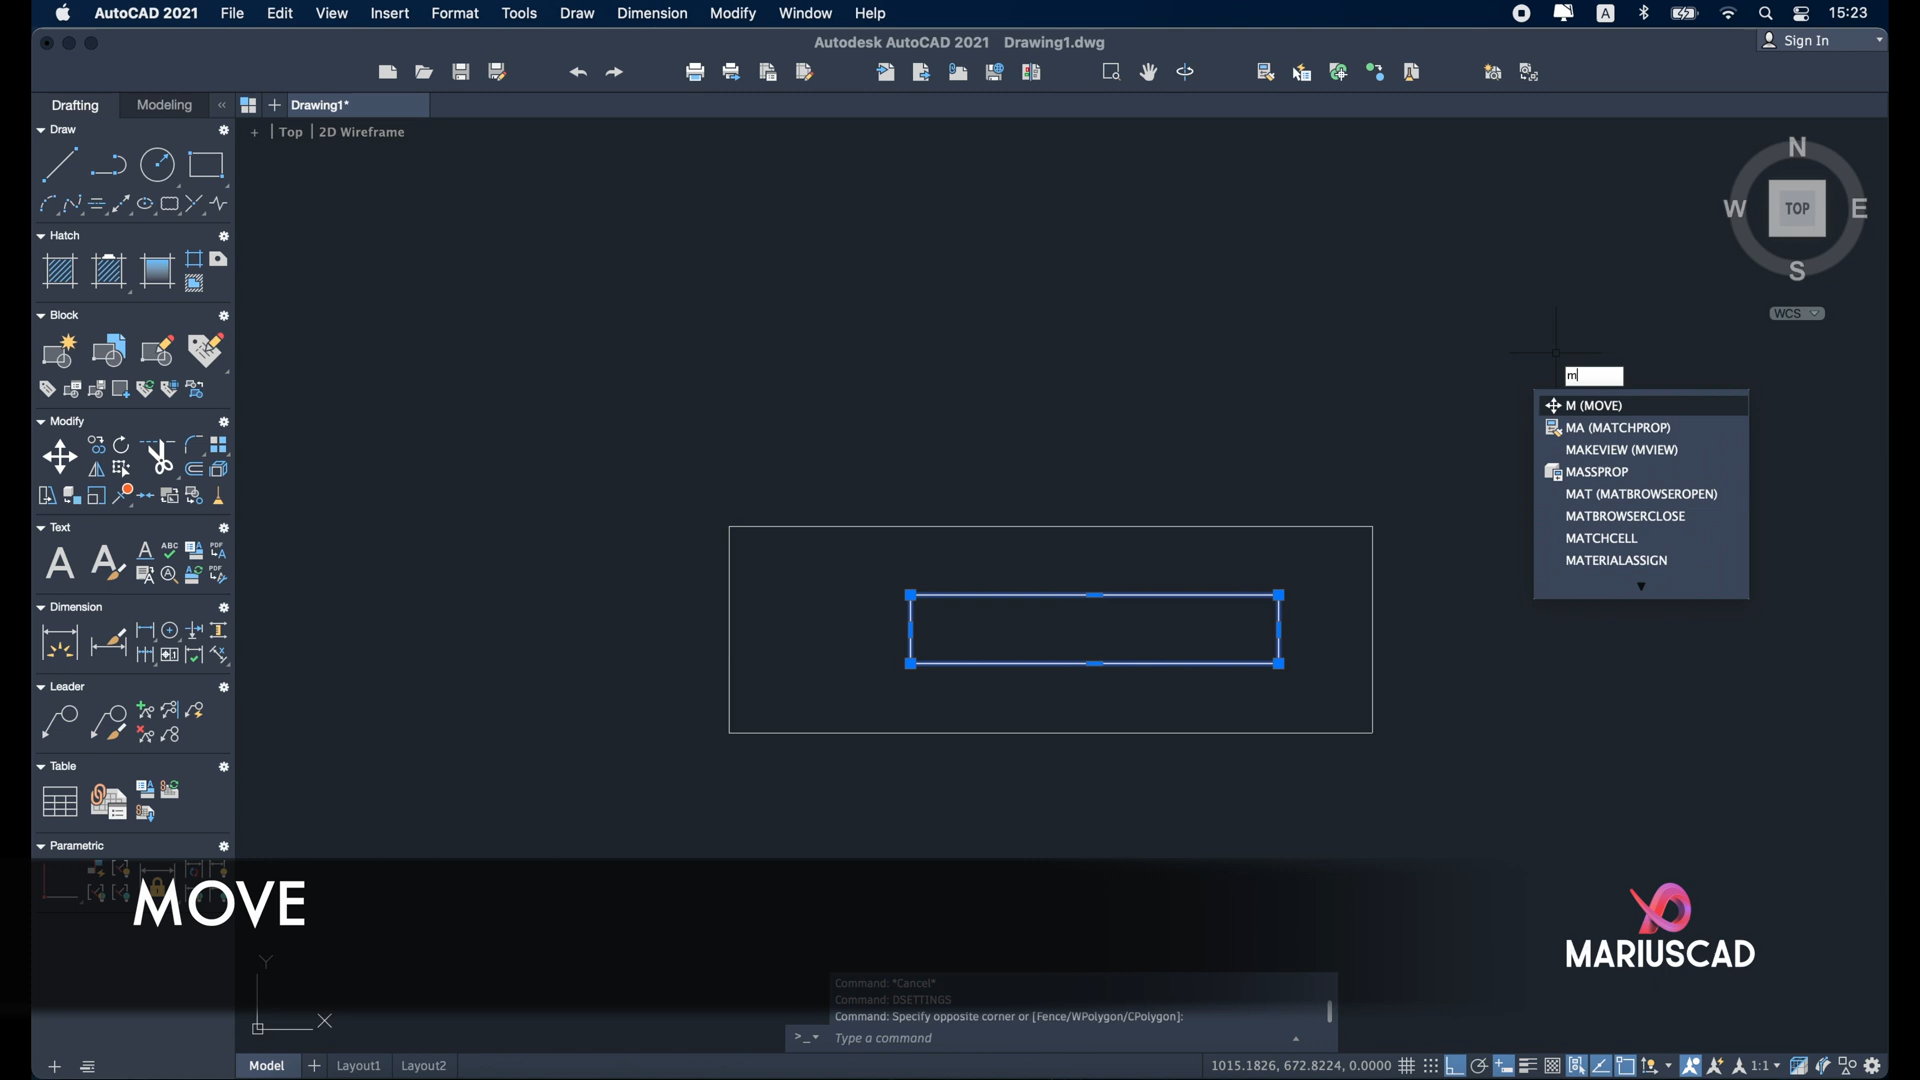 AutoCAD 2021 File Edit View Insert Format Tools Draw Dimension Modify Window Help A 15:23
Autodesk AutoCAD 2021 Drawing1.dwg
Sign In
Drafting Modeling « + Drawing1*
Draw
+ | Top | 2D Wireframe
N
W TOP E
S
WCS
Hatch
Block
m
M (MOVE)
MA (MATCHPROP)
MAKEVIEW (MVIEW)
MASSPROP
MAT (MATBROWSEROPEN)
MATBROWSERCLOSE
MATCHCELL
MATERIALASSIGN
Modify
Text
A A A ABC PDF A
PDF
Dimension
Leader
Table
Parametric
MOVE
MARIUSCAD
Y
X
Command: *Cancel*
Command: DSETTINGS
Command: Specify opposite corner or [Fence/WPolygon/CPolygon]:
>_ Type a command
Model + Layout1 Layout2 1015.1826, 672.8224, 0.0000 1:1